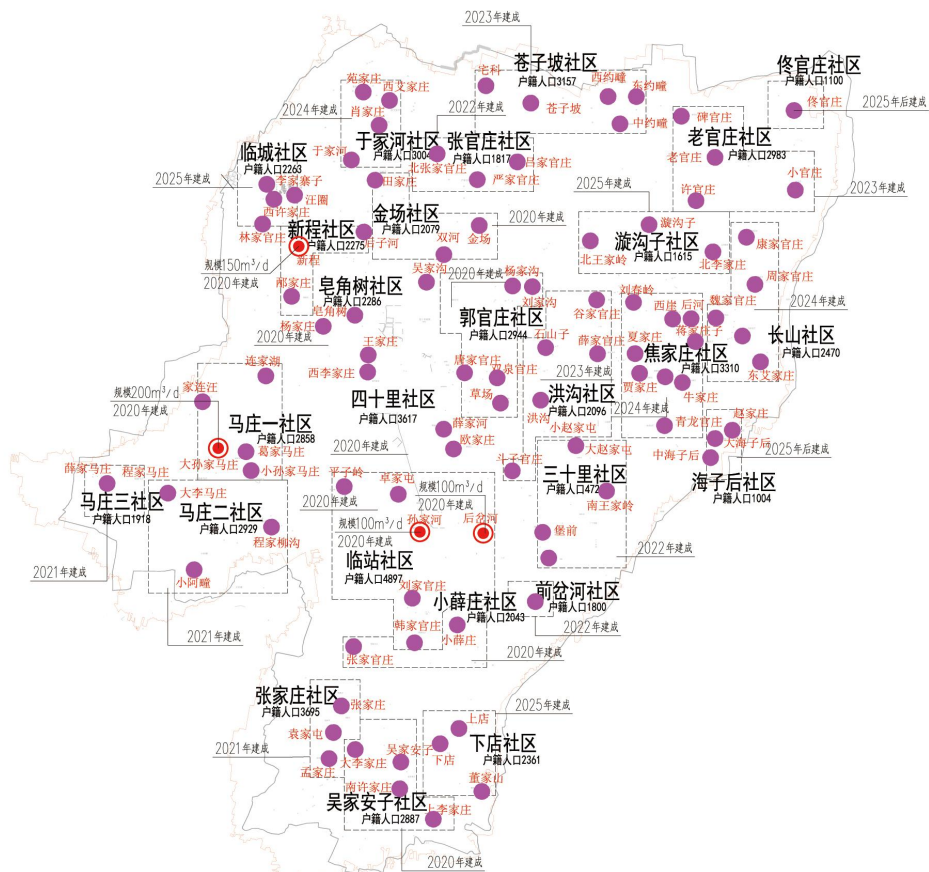 2023年建成
苍子坡社区
户籍人口3157
佟官庄社区
户籍人口1100
宅科
西约疃
东约疃
苑家庄
西艾家庄
2022年建成
苍子坡
佟官庄
2025年后建成
2024年建成
肖家庄
中约疃
碑官庄
于家河社区
户籍人口3004
张官庄社区
户籍人口1817
老官庄社区
户籍人口2983
临城社区
户籍人口2263
于家河
北张家官庄
吕家官庄
老官庄
2025年建成
李家寨子
田家庄
严家官庄
2025年建成
小官庄
汪圈
西许家庄
许官庄
2023年建成
林家官庄
新程社区
户籍人口2275
金场社区
户籍人口2079
2020年建成
漩沟子
新程
后子河
双河
金场
漩沟子社区
户籍人口1615
康家官庄
规模150m³/d
2020年建成
北王家岭
北李家庄
吴家沟
2020年建成
杨家沟
周家官庄
邴家庄
皂角树社区
户籍人口2286
刘家沟
刘春岭
魏家官庄
2024年建成
皂角树
郭官庄社区
户籍人口2944
谷家官庄
西崖
后河
杨家庄
2020年建成
石山子
蒋家庄子
长山社区
户籍人口2470
王家庄
薛家官庄
夏家庄
焦家庄社区
户籍人口3310
连家湖
西李家庄
唐家官庄
双泉官庄
2023年建成
东艾家庄
家连汪
规模200m³/d
2020年建成
四十里社区
户籍人口3617
草场
洪沟社区
户籍人口2096
贾家庄
牛家庄
马庄一社区
户籍人口2858
洪沟
2024年建成
青龙官庄
赵家庄
薛家河
小赵家屯
大海子后
葛家马庄
欧家庄
大赵家屯
中海子后
2025年后建成
大孙家马庄
小孙家马庄
2020年建成
斗子官庄
三十里社区
海子后社区
户籍人口1004
薛家马庄
程家马庄
平子岭
卓家屯
规模100m³/d
2020年建成
大李马庄
2020年建成
南王家岭
马庄三社区
户籍人口1918
马庄二社区
户籍人口2929
规模100m³/d
2020年建成
孙家河
后岔河
程家柳沟
堡前
临站社区
户籍人口4897
2022年建成
2021年建成
小阿疃
刘家官庄
小薛庄社区
户籍人口2043
前岔河社区
户籍人口1800
韩家官庄
小薛庄
2022年建成
2021年建成
张家官庄
2020年建成
张家庄社区
户籍人口3695
张家庄
2025年建成
袁家屯
上店
2021年建成
吴家安子
下店
下店社区
户籍人口2361
孟家庄
大李家庄
南许家庄
董家山
吴家安子社区
户籍人口2887
上李家庄
2020年建成